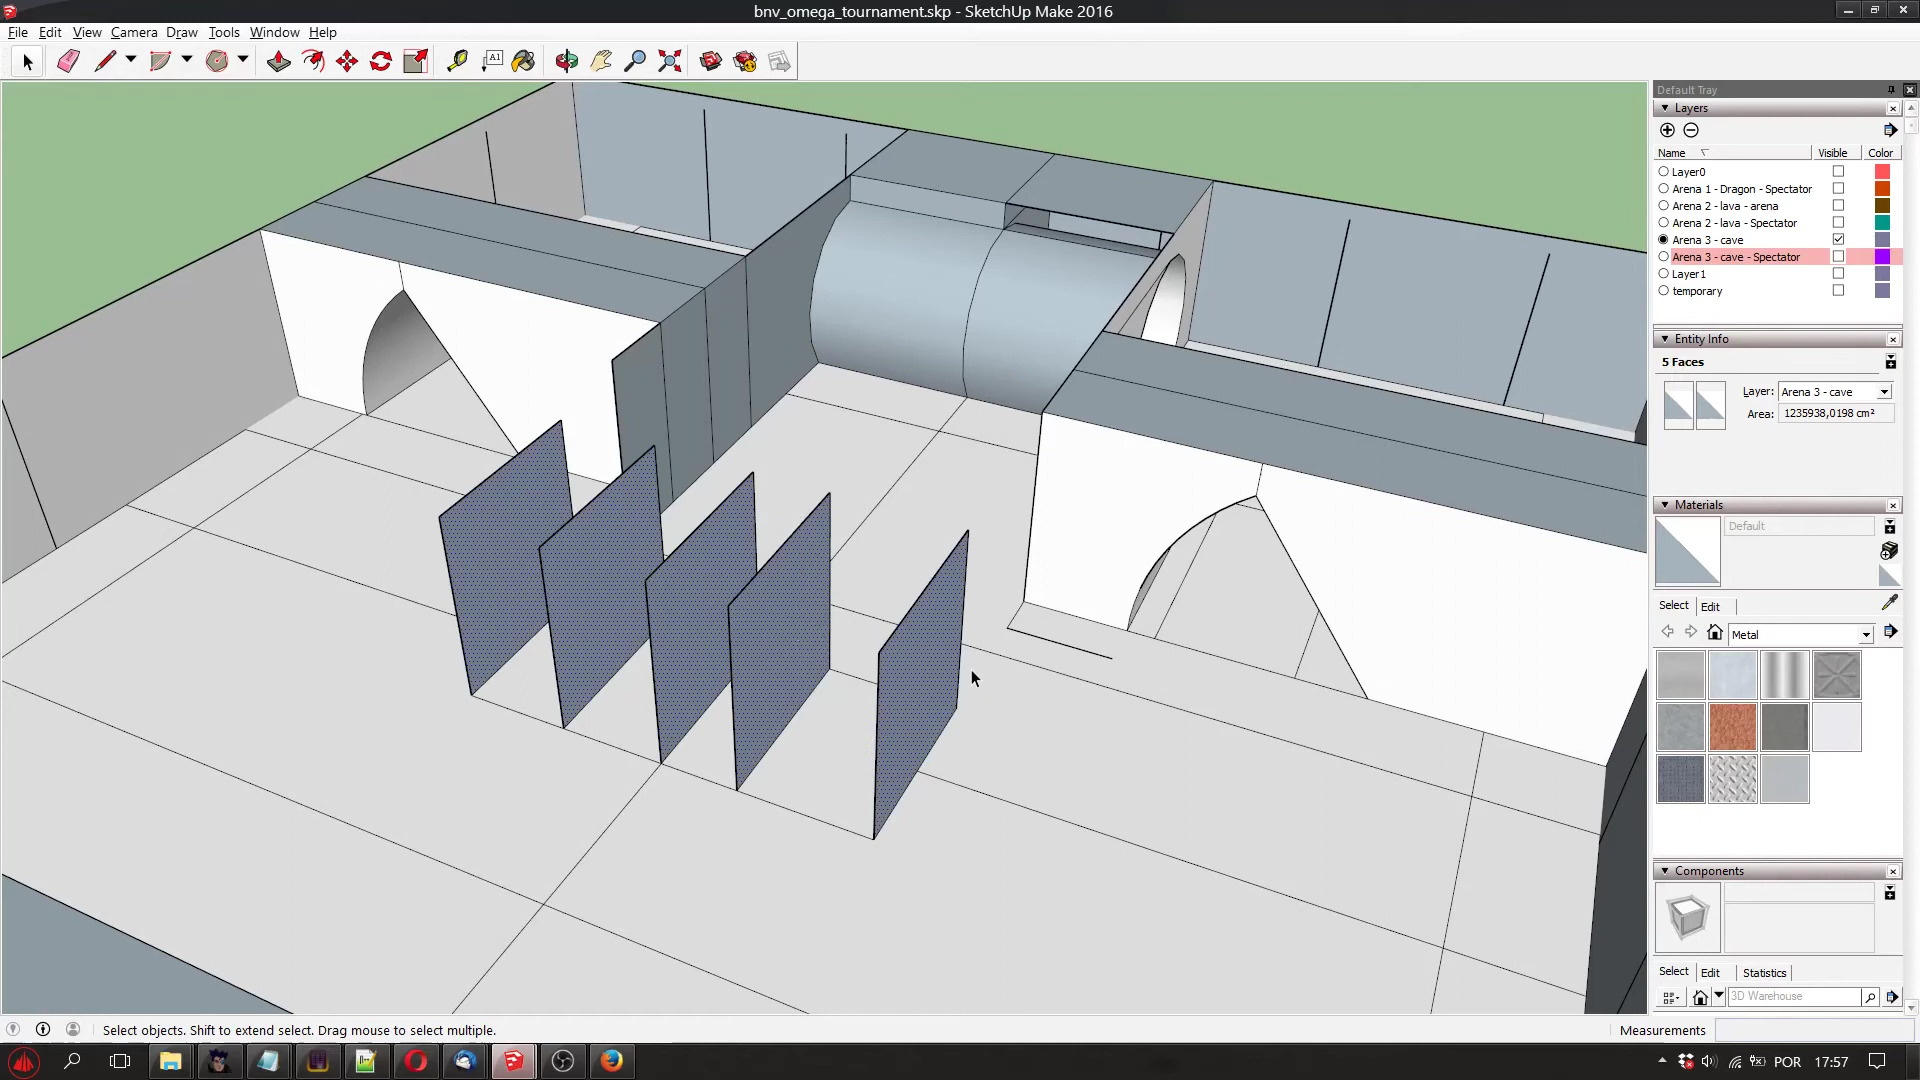 bnv_omega_tournament.skp - SketchUp Make 2016
File Edit View Camera Draw Tools Window Help
A1
Default Tray
Layers
Name Visible Color
Layer0
Arena 1 - Dragon - Spectator
Arena 2 - lava - arena
Arena 2 - lava - Spectator
Arena 3 - cave
Arena 3 - cave - Spectator
Layer1
temporary
Entity Info
5 Faces
Layer: Arena 3 - cave
Area: 1235938,0198 cm²
Materials
Default
Select Edit
Metal
Components
Select Edit Statistics
3D Warehouse
Select objects. Shift to extend select. Drag mouse to select multiple.
Measurements
POR 17:57